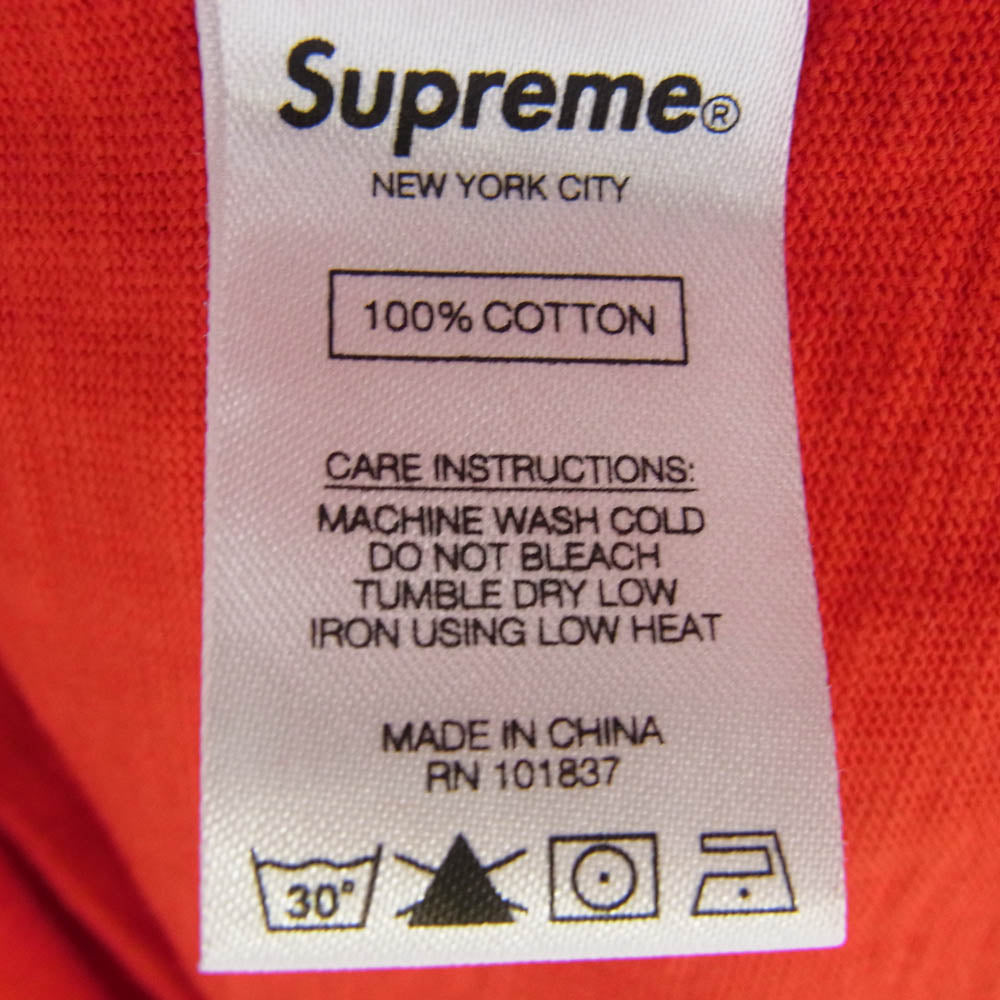 Supreme®
NEW YORK CITY
100% COTTON
CARE INSTRUCTIONS:
MACHINE WASH COLD
DO NOT BLEACH
TUMBLE DRY LOW
IRON USING LOW HEAT
MADE IN CHINA
RN 101837
30°